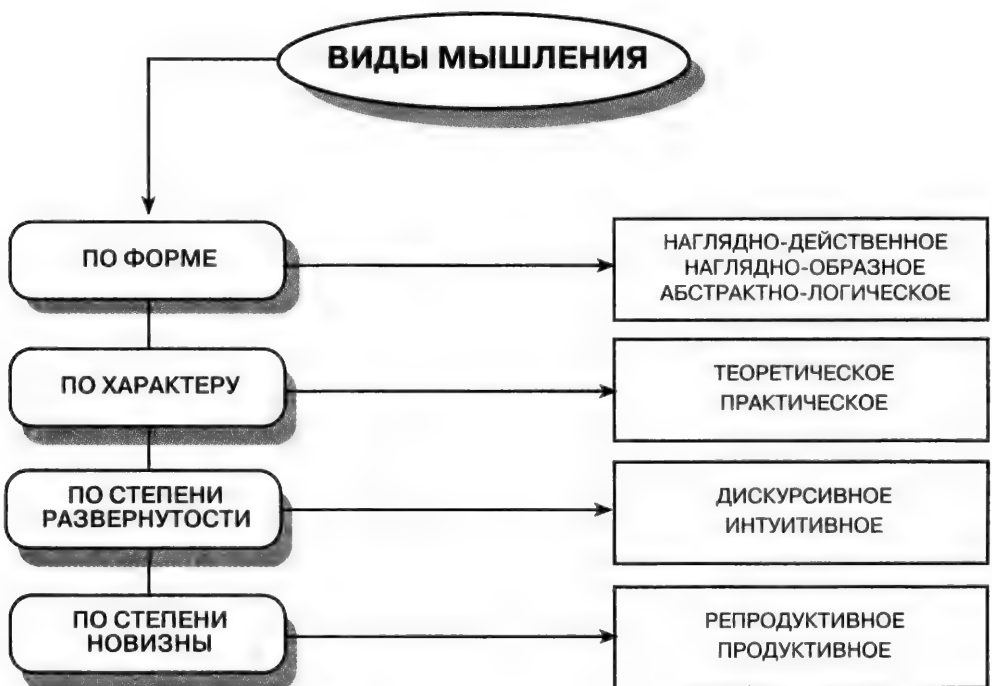 ВИДЫ МЫШЛЕНИЯ
ПО ФОРМЕ
НАГЛЯДНО-ДЕЙСТВЕННОЕ
НАГЛЯДНО-ОБРАЗНОЕ
АБСТРАКТНО-ЛОГИЧЕСКОЕ
ПО ХАРАКТЕРУ
ТЕОРЕТИЧЕСКОЕ
ПРАКТИЧЕСКОЕ
ПО СТЕПЕНИ
РАЗВЕРНУТОСТИ
ДИСКУРСИВНОЕ
ИНТУИТИВНОЕ
ПО СТЕПЕНИ
НОВИЗНЫ
РЕПРОДУКТИВНОЕ
ПРОДУКТИВНОЕ